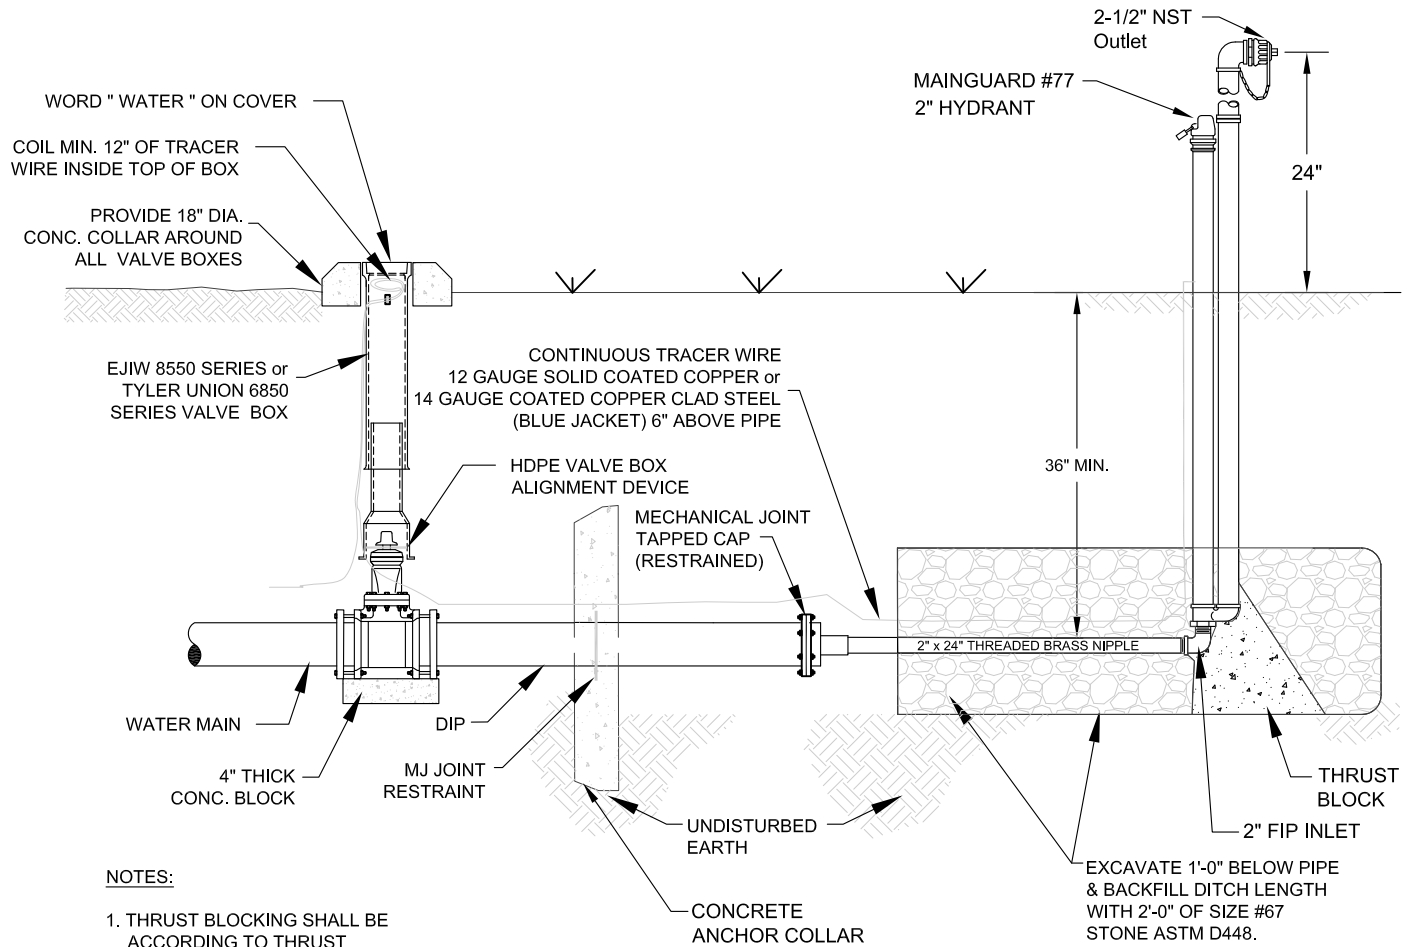 2-1/2" NST
Outlet
MAINGUARD #77
2" HYDRANT
WORD " WATER " ON COVER
COIL MIN. 12" OF TRACER
WIRE INSIDE TOP OF BOX
PROVIDE 18" DIA.
CONC. COLLAR AROUND
ALL VALVE BOXES
24"
EJIW 8550 SERIES or
TYLER UNION 6850
SERIES VALVE BOX
CONTINUOUS TRACER WIRE
12 GAUGE SOLID COATED COPPER or
14 GAUGE COATED COPPER CLAD STEEL
(BLUE JACKET) 6" ABOVE PIPE
36" MIN.
HDPE VALVE BOX
ALIGNMENT DEVICE
MECHANICAL JOINT
TAPPED CAP
(RESTRAINED)
2" x 24" THREADED BRASS NIPPLE
WATER MAIN
DIP
4" THICK
CONC. BLOCK
MJ JOINT
RESTRAINT
UNDISTURBED
EARTH
THRUST
BLOCK
2" FIP INLET
EXCAVATE 1'-0" BELOW PIPE
& BACKFILL DITCH LENGTH
WITH 2'-0" OF SIZE #67
STONE ASTM D448.
CONCRETE
ANCHOR COLLAR
NOTES:
1. THRUST BLOCKING SHALL BE
ACCORDING TO THRUST